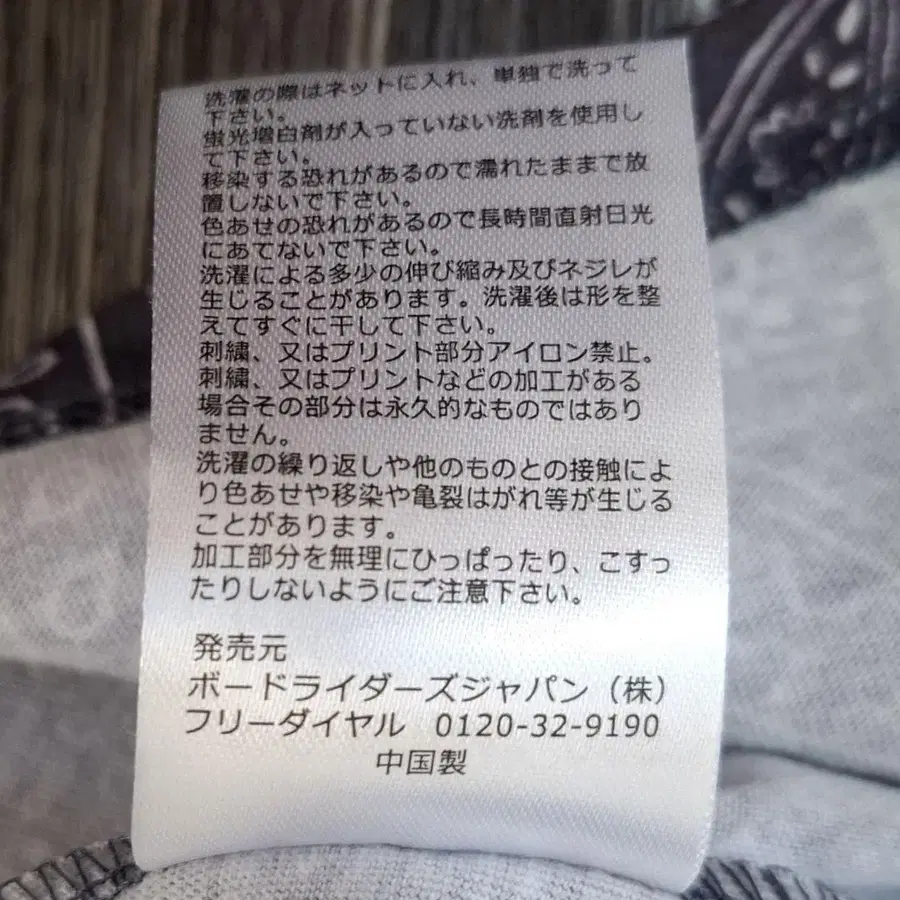 洗濯の際はネットに入れ、単独で洗って
下さい。
蛍光増白剤が入っていない洗剤を使用し
て下さい。
移染する恐れがあるので濡れたままで放
置しないで下さい。
色あせの恐れがあるので長時間直射日光
にあてないで下さい。
洗濯による多少の伸び縮み及びネジレが
生じることがあります。洗濯後は形を整
えてすぐに干して下さい。
刺繍、又はプリント部分アイロン禁止。
刺繍、又はプリントなどの加工がある
場合その部分は永久的なものではあり
ません。
洗濯の繰り返しや他のものとの接触によ
り色あせや移染や亀裂はがれ等が生じる
ことがあります。
加工部分を無理にひっぱったり、こすっ
たりしないようにご注意下さい。
発売元
ボードライダーズジャパン（株）
フリーダイヤル 0120-32-9190
中国製